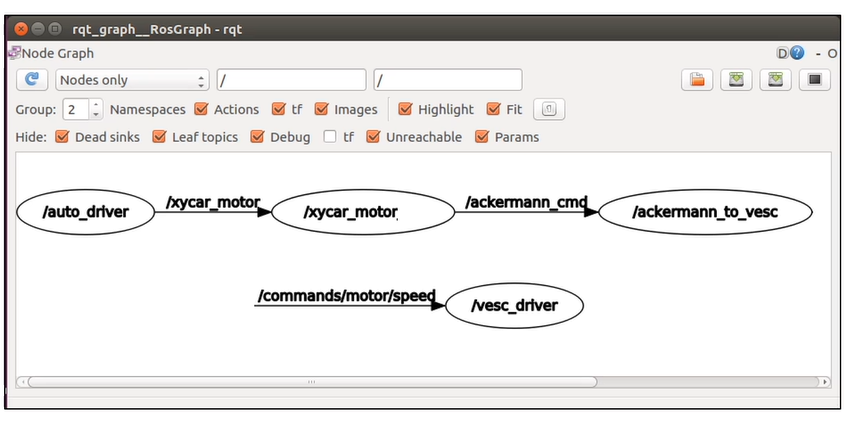 rqt_graph__RosGraph - rqt
Node Graph
D ? - O
Nodes only / /
Group: 2 Namespaces Actions tf Images Highlight Fit
Hide: Dead sinks Leaf topics Debug tf Unreachable Params
/auto_driver /xycar_motor /xycar_motor /ackermann_cmd /ackermann_to_vesc
/commands/motor/speed /vesc_driver